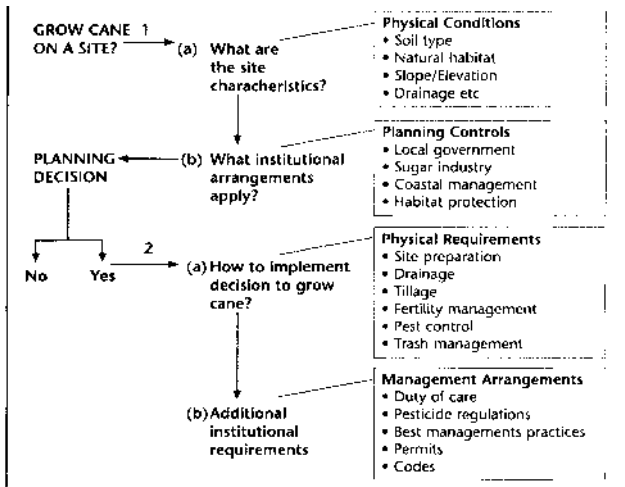 GROW CANE 1
ON A SITE?
(a) What are
the site
characheristics?
Physical Conditions
• Soil type
• Natural habitat
• Slope/Elevation
• Drainage etc
PLANNING
DECISION
(b) What institutional
arrangements
apply?
Planning Controls
• Local government
• Sugar industry
• Coastal management
• Habitat protection
No
Yes
2
(a) How to implement
decision to grow
cane?
Physical Requirements
• Site preparation
• Drainage
• Tillage
• Fertility management
• Pest control
• Trash management
(b) Additional
institutional
requirements
Management Arrangements
• Duty of care
• Pesticide regulations
• Best managements practices
• Permits
• Codes